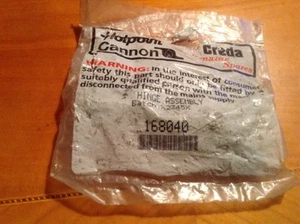 Hotpoint
Cannon
Creda
Spares
WARNING: In the interest of consumer
safety this part should only be fitted by
suitably qualified person with the
disconnected from the mains supply
HINGE ASSEMBLY
168040